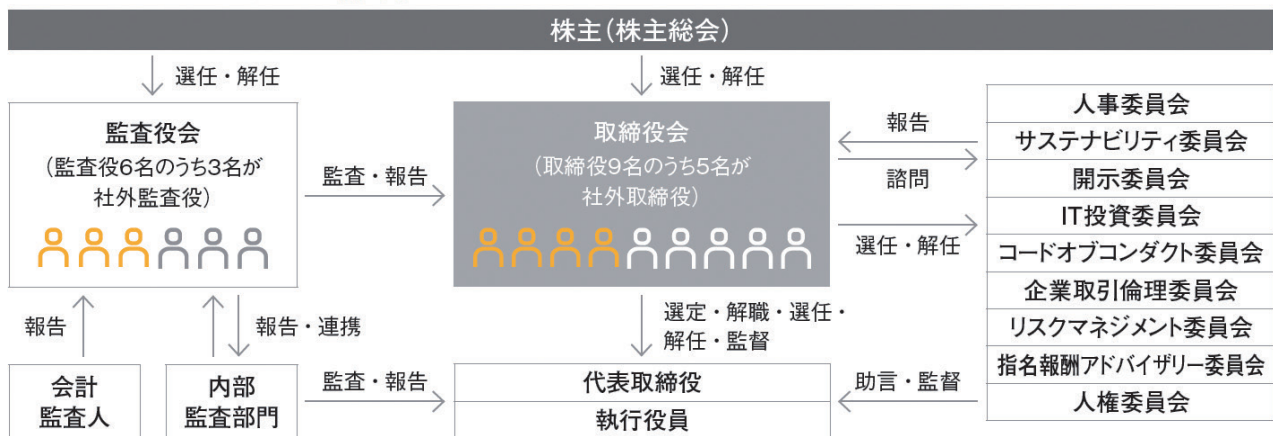 株主（株主総会）
選任・解任
選任・解任
監査役会
（監査役6名のうち3名が
社外監査役）
監査・報告
取締役会
（取締役9名のうち5名が
社外取締役）
報告
諮問
選任・解任
人事委員会
サステナビリティ委員会
開示委員会
IT投資委員会
コードオブコンダクト委員会
企業取引倫理委員会
リスクマネジメント委員会
指名報酬アドバイザリー委員会
人権委員会
報告
報告・連携
選定・解職・選任・
解任・監督
会計
監査人
内部
監査部門
監査・報告
代表取締役
執行役員
助言・監督